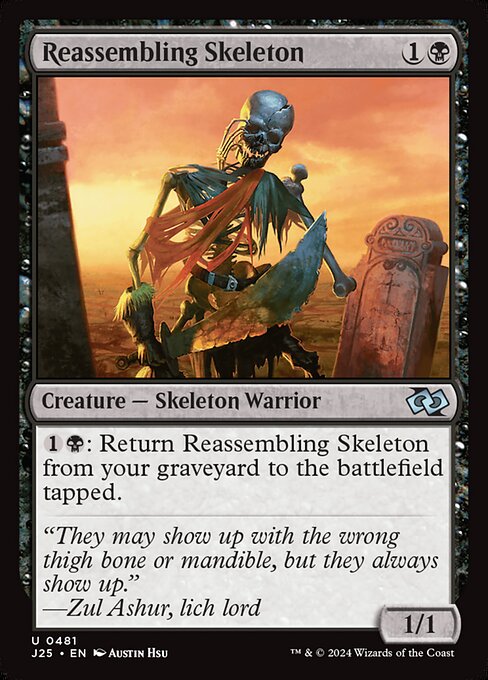 Reassembling Skeleton 1
Creature — Skeleton Warrior
1: Return Reassembling Skeleton
from your graveyard to the battlefield
tapped.
“They may show up with the wrong
thigh bone or mandible, but they always
show up.”
—Zul Ashur, lich lord
1/1
U 0481
J25 • EN Austin Hsu
™ & © 2024 Wizards of the Coast